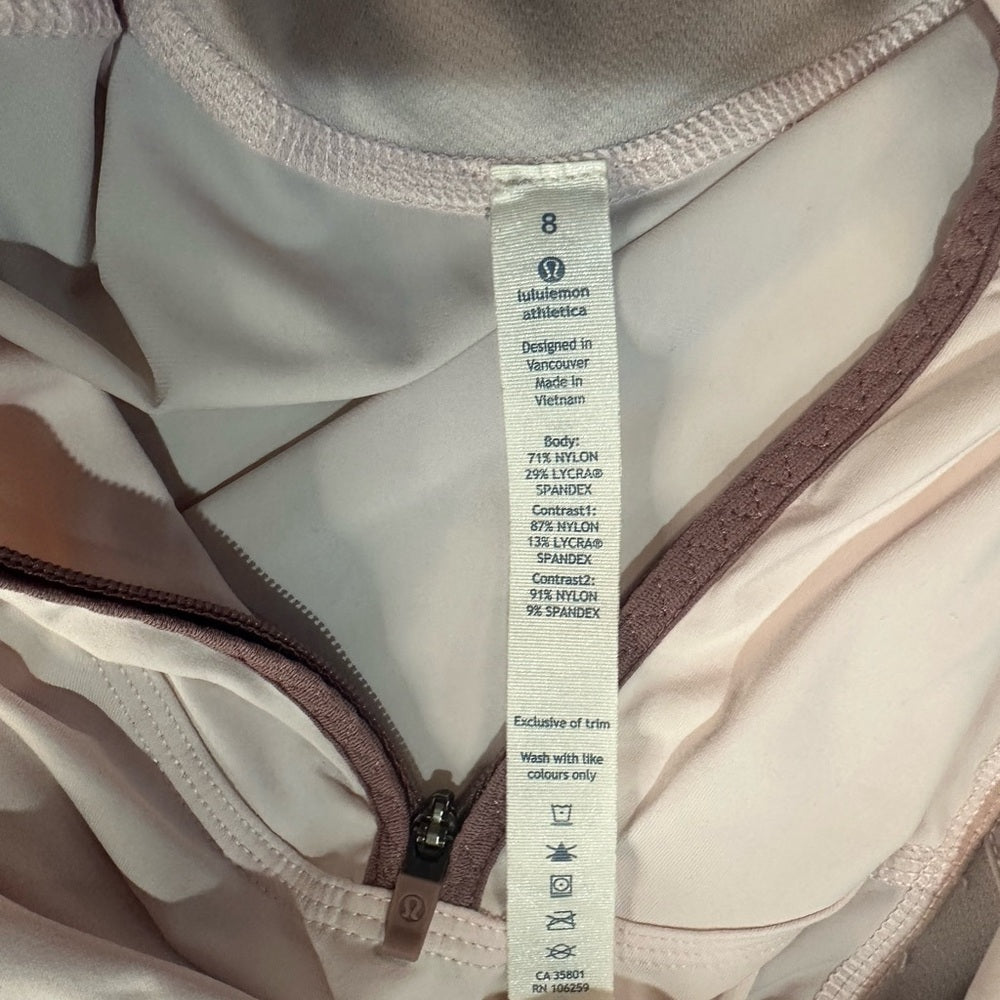 8
lululemon
athletica
Designed in
Vancouver
Made in
Vietnam
Body:
71% NYLON
29% LYCRA®
SPANDEX
Contrast1:
87% NYLON
13% LYCRA®
SPANDEX
Contrast2:
91% NYLON
9% SPANDEX
Exclusive of trim
Wash with like
colours only
CA 35801
RN 106259